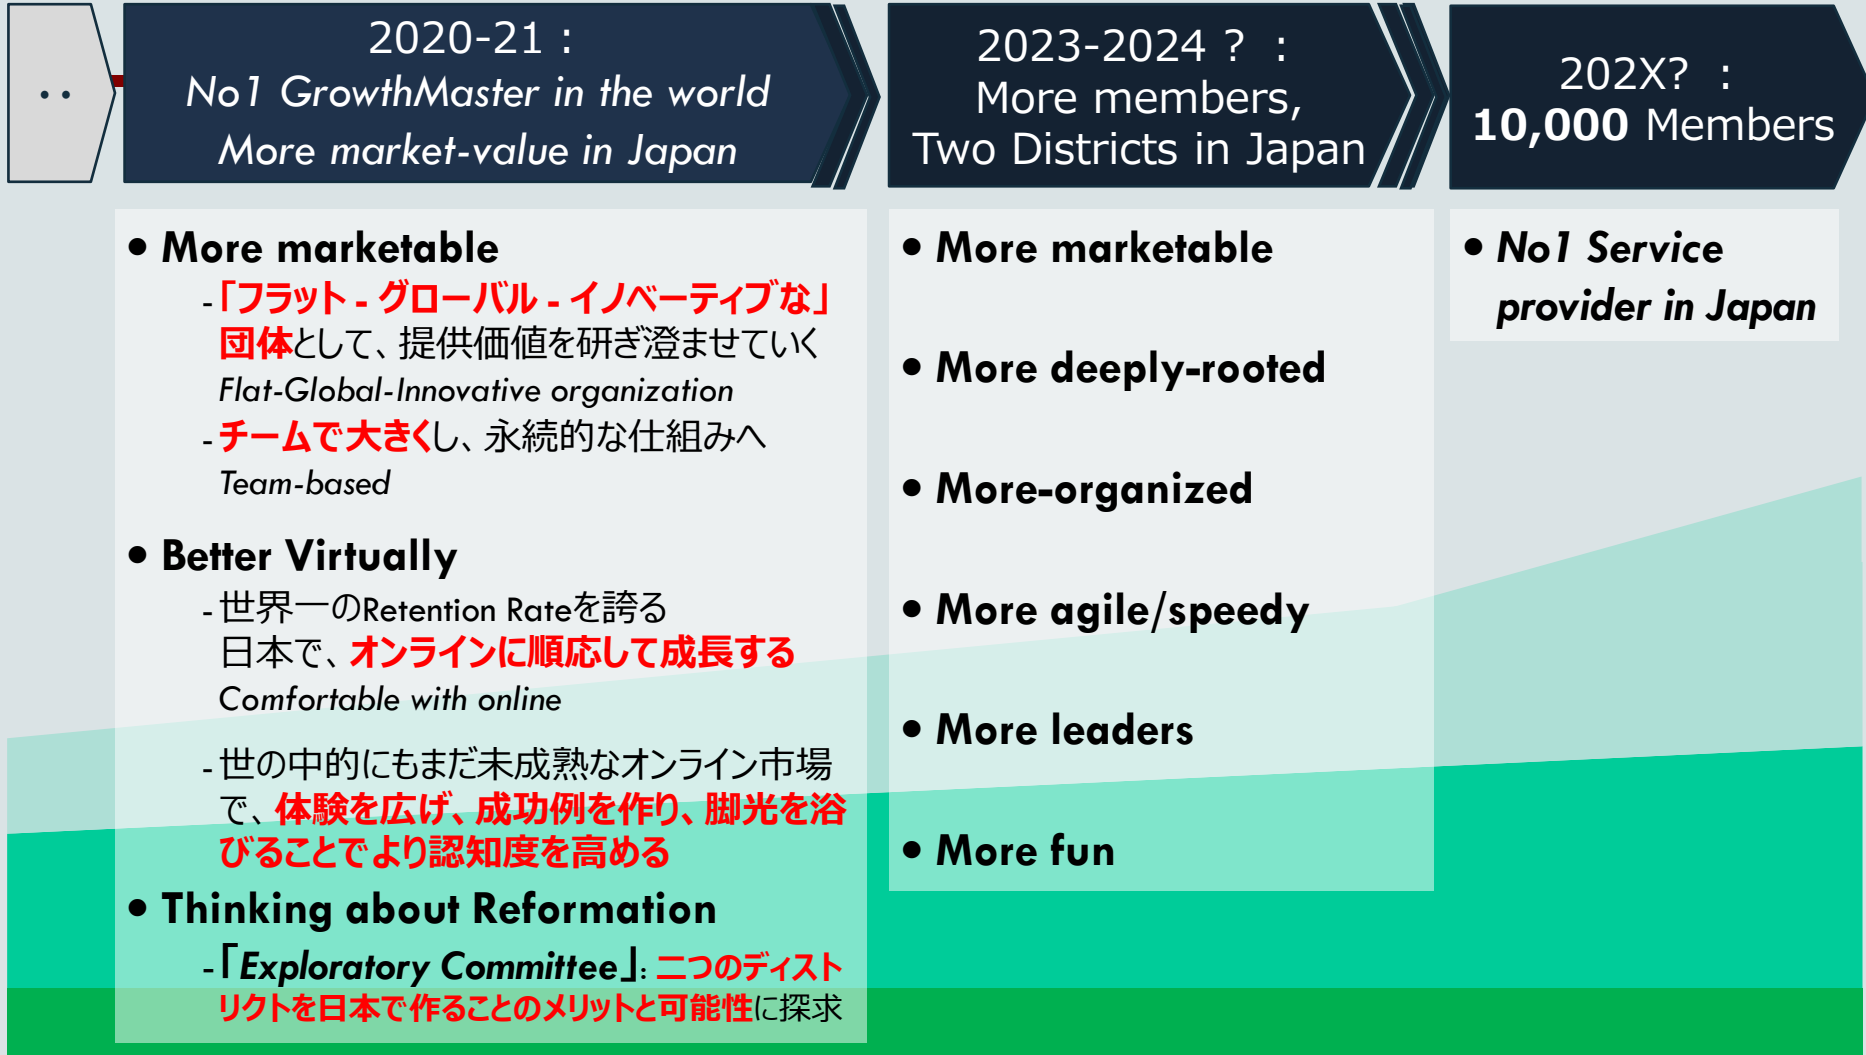 ..
2020-21：
No1 GrowthMaster in the world
More market-value in Japan
2023-2024？：
More members,
Two Districts in Japan
202X?：
10,000 Members
• More marketable
-「フラット - グローバル - イノベーティブな」
団体として、提供価値を研ぎ澄ませていく
Flat-Global-Innovative organization
-チームで大きくし、永続的な仕組みへ
Team-based
• Better Virtually
-世界一のRetention Rateを誇る
日本で、オンラインに順応して成長する
Comfortable with online
-世の中的にもまだ未成熟なオンライン市場
で、体験を広げ、成功例を作り、脚光を浴
びることでより認知度を高める
• Thinking about Reformation
-「Exploratory Committee」: 二つのディスト
リクトを日本で作ることのメリットと可能性に探求
• More marketable
• More deeply-rooted
• More-organized
• More agile/speedy
• More leaders
• More fun
• No1 Service
provider in Japan